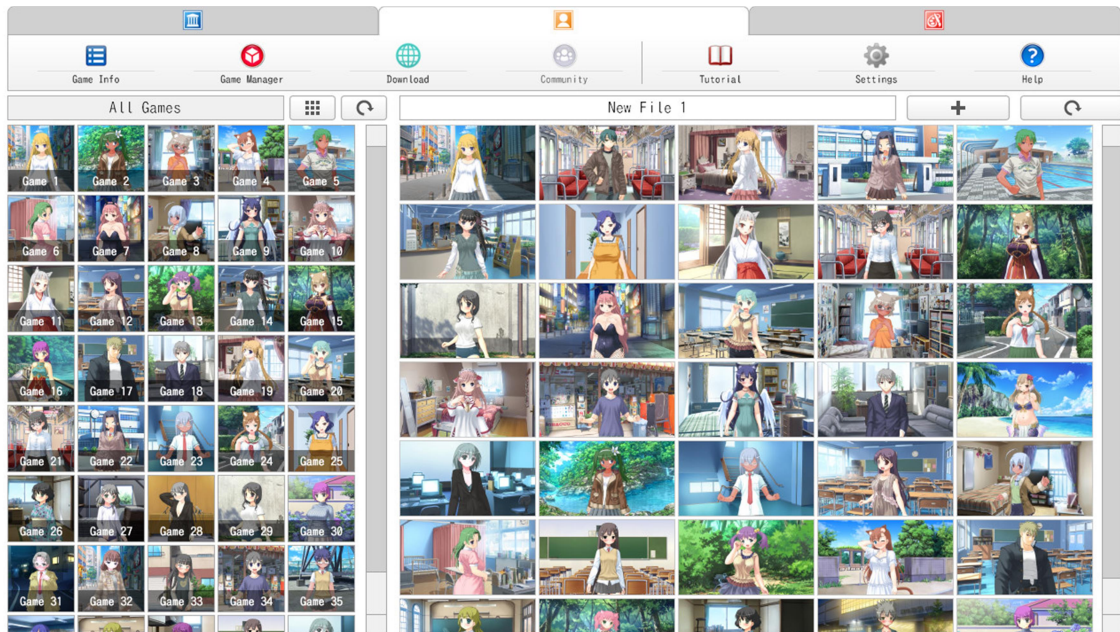 Game Info
Game Manager
Download
Community
Tutorial
Settings
Help
All Games
New File 1
Game 1
Game 2
Game 3
Game 4
Game 5
Game 6
Game 7
Game 8
Game 9
Game 10
Game 11
Game 12
Game 13
Game 14
Game 15
Game 16
Game 17
Game 18
Game 19
Game 20
Game 21
Game 22
Game 23
Game 24
Game 25
Game 26
Game 27
Game 28
Game 29
Game 30
Game 31
Game 32
Game 33
Game 34
Game 35